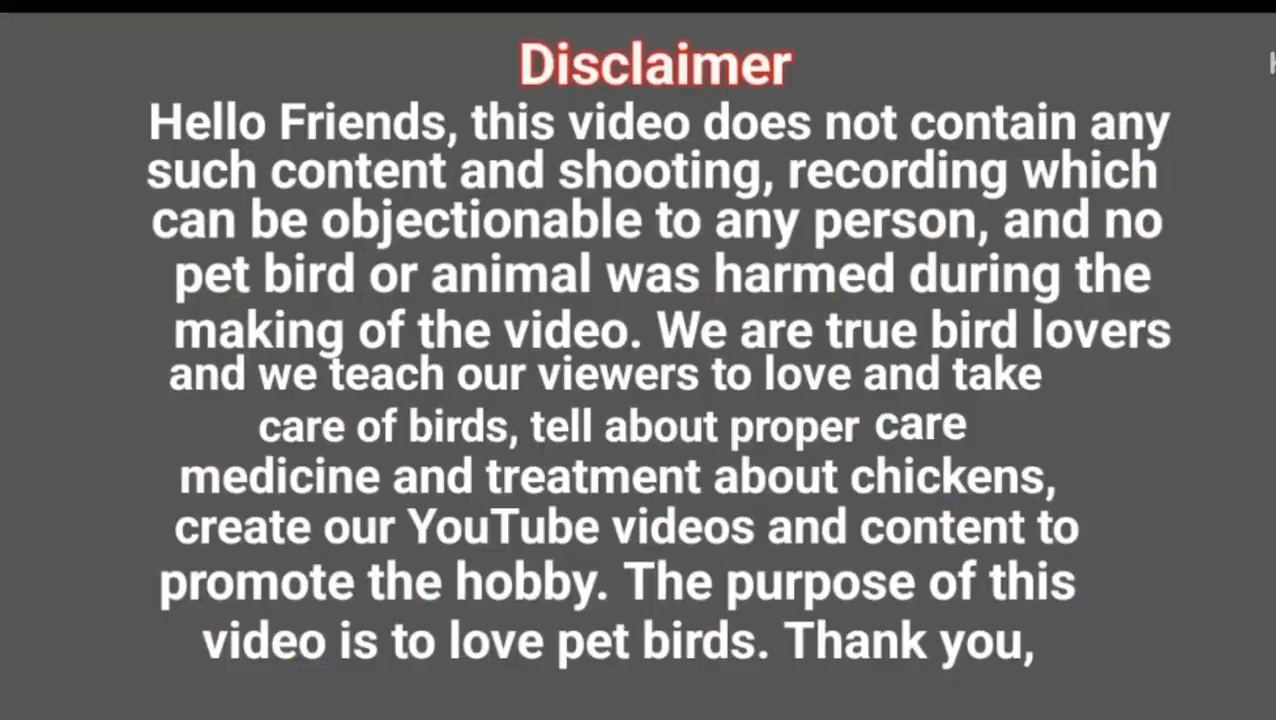 Disclaimer
Hello Friends, this video does not contain any
such content and shooting, recording which
can be objectionable to any person, and no
pet bird or animal was harmed during the
making of the video. We are true bird lovers
and we teach our viewers to love and take
care of birds, tell about proper care
medicine and treatment about chickens,
create our YouTube videos and content to
promote the hobby. The purpose of this
video is to love pet birds. Thank you,